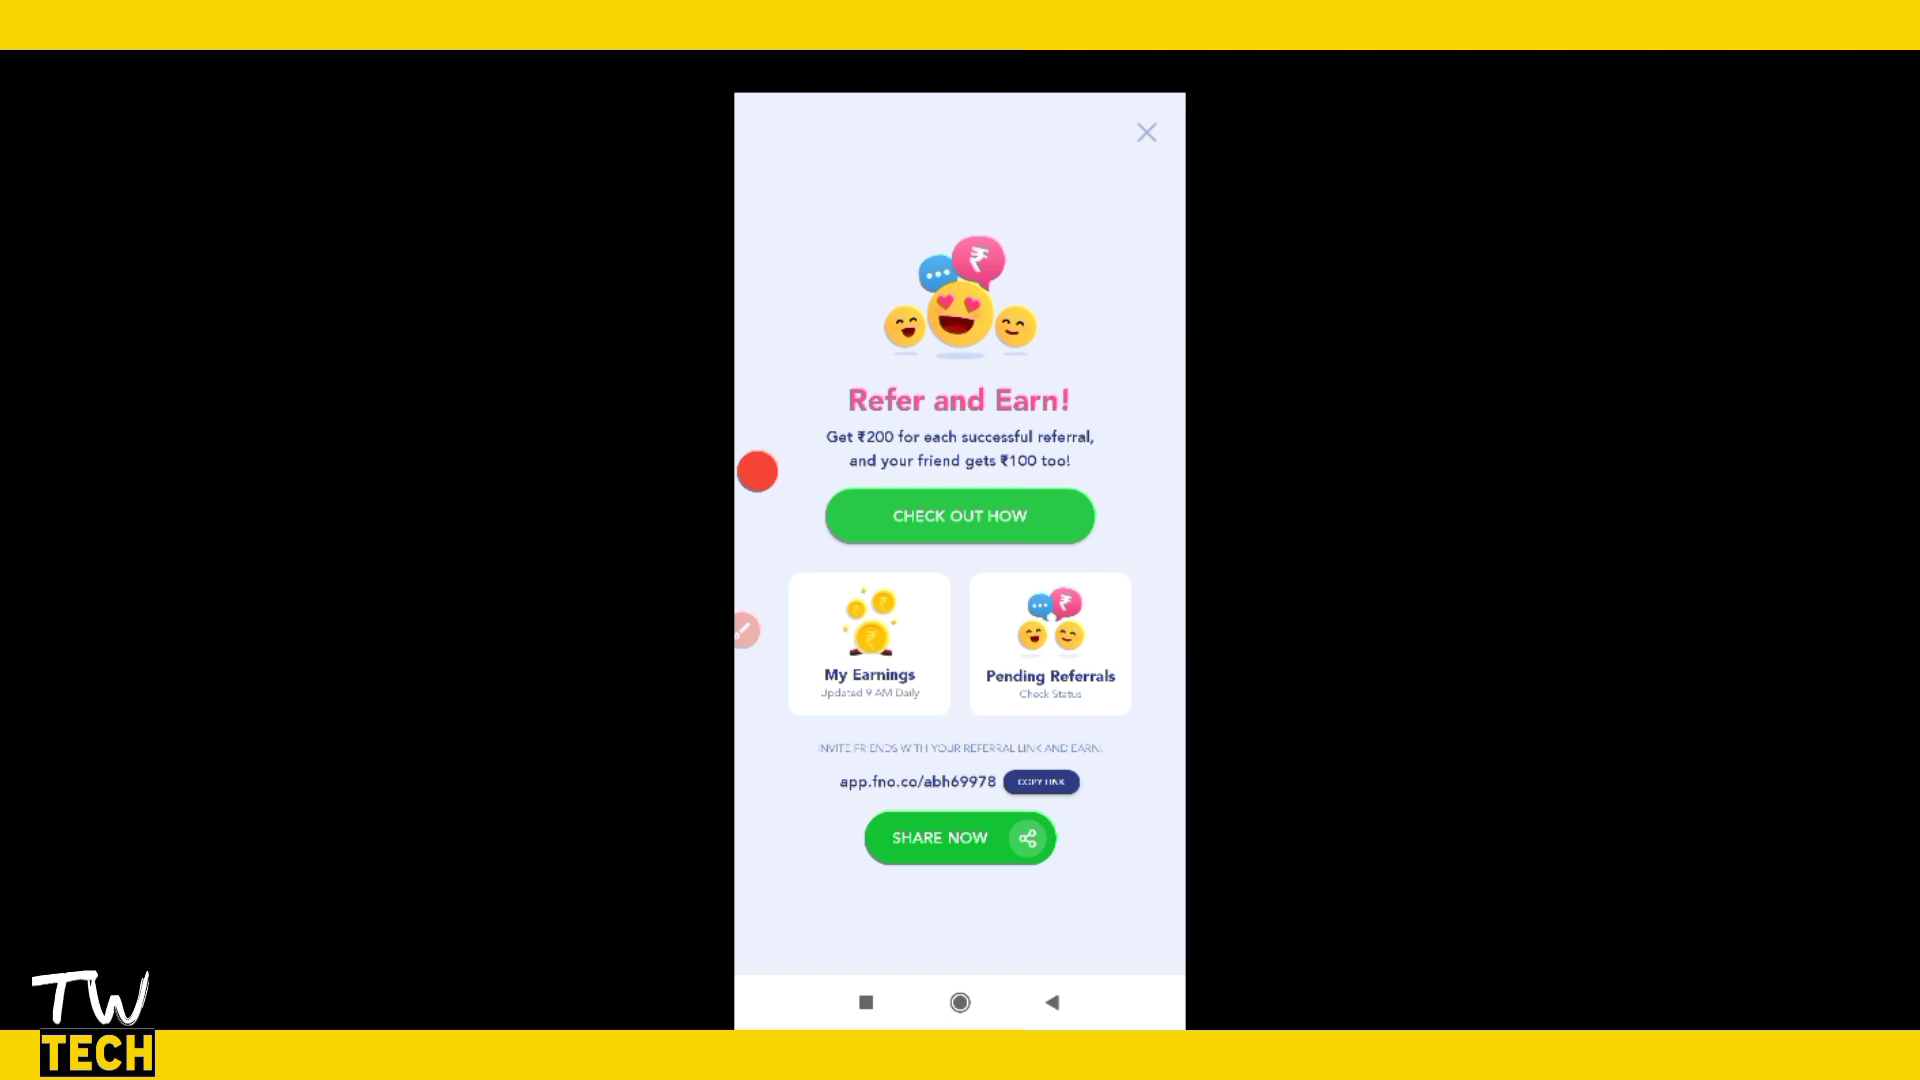 Refer and Earn!
Get ₹200 for each successful referral,
and your friend gets ₹100 too!
CHECK OUT HOW
My Earnings
Updated 9 AM Daily
Pending Referrals
Check Status
INVITE FRIENDS WITH YOUR REFERRAL LINK AND EARN!
app.fno.co/abh69978 COPY LINK
SHARE NOW
TW
TECH